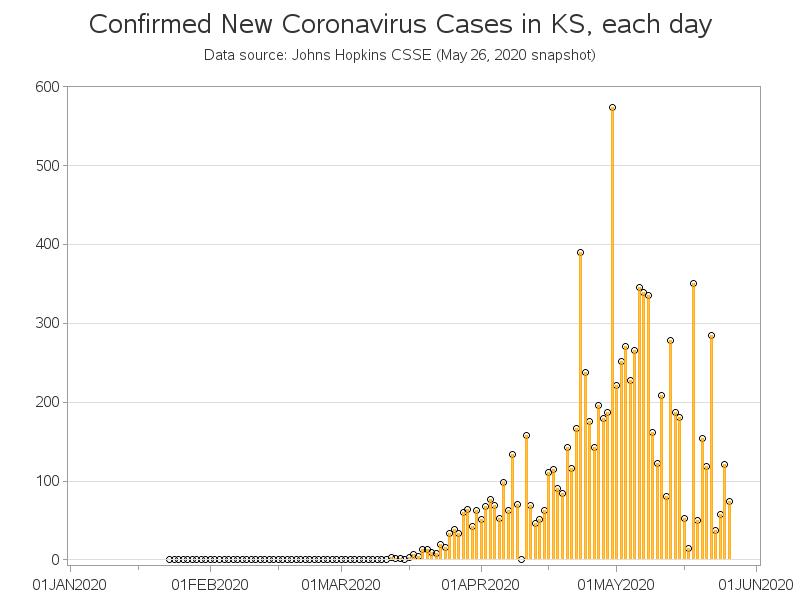 Confirmed New Coronavirus Cases in KS, each day
Data source: Johns Hopkins CSSE (May 26, 2020 snapshot)
600
500
400
300
200
100
0
01JAN2020 01FEB2020 01MAR2020 01APR2020 01MAY2020 01JUN2020